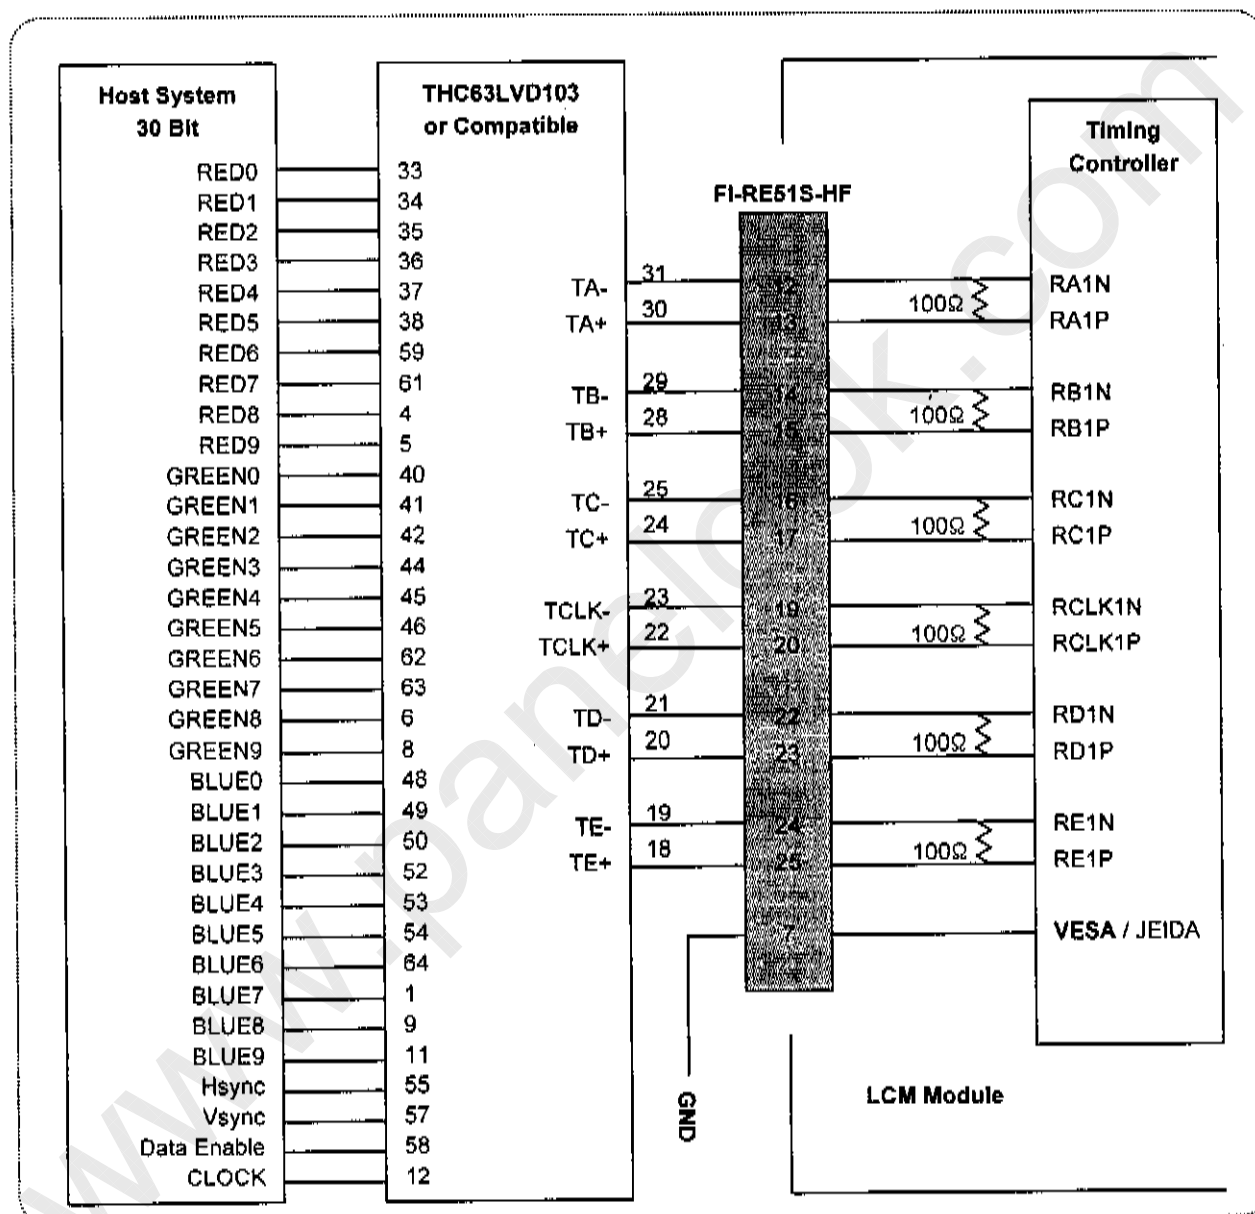 Host System
30 Bit
RED0
RED1
RED2
RED3
RED4
RED5
RED6
RED7
RED8
RED9
GREEN0
GREEN1
GREEN2
GREEN3
GREEN4
GREEN5
GREEN6
GREEN7
GREEN8
GREEN9
BLUE0
BLUE1
BLUE2
BLUE3
BLUE4
BLUE5
BLUE6
BLUE7
BLUE8
BLUE9
Hsync
Vsync
Data Enable
CLOCK
THC63LVD103
or Compatible
33
34
35
36
37
38
59
61
4
5
40
41
42
44
45
46
62
63
6
8
48
49
50
52
53
54
64
1
9
11
55
57
58
12
TA- 31
TA+ 30
TB- 29
TB+ 28
TC- 25
TC+ 24
TCLK- 23
TCLK+ 22
TD- 21
TD+ 20
TE- 19
TE+ 18
FI-RE51S-HF
12
13
14
15
16
17
19
20
22
23
24
25
7
GND
100Ω
100Ω
100Ω
100Ω
100Ω
100Ω
Timing
Controller
RA1N
RA1P
RB1N
RB1P
RC1N
RC1P
RCLK1N
RCLK1P
RD1N
RD1P
RE1N
RE1P
VESA / JEIDA
LCM Module
www.panelook.com